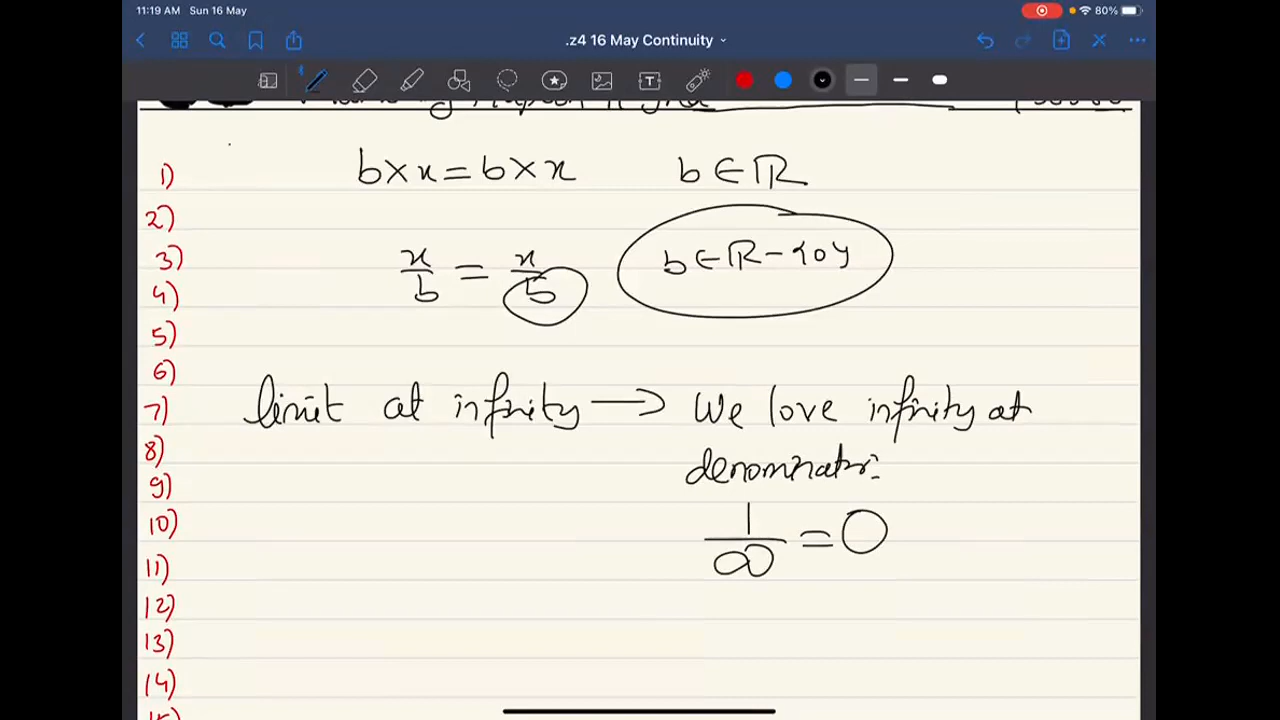 11:19 AM Sun 16 May
80%
.z4 16 May Continuity
1) b×x=b×x b∈ℝ
2)
3) x/b = x/b b∈ℝ-{0}
4)
5)
6)
7) limit at infinity → We love infinity at
8)
9) denominator.
10) 1/∞ = 0
11)
12)
13)
14)